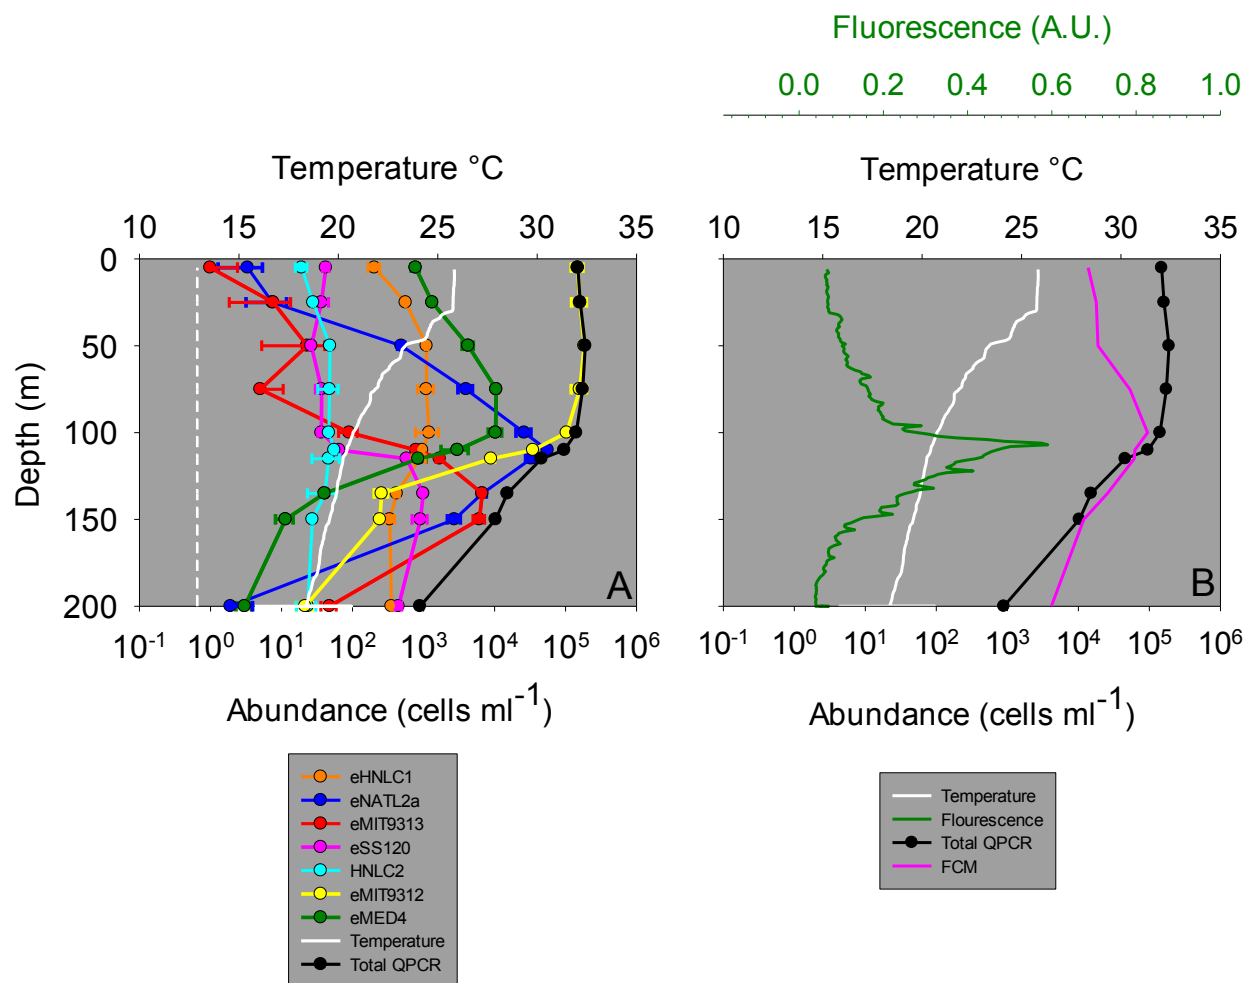 Fluorescence (A.U.)
0.0 0.2 0.4 0.6 0.8 1.0
Temperature °C Temperature °C
10 15 20 25 30 35 10 15 20 25 30 35
0
50
100
150
200
Depth (m)
A B
10-1 100 101 102 103 104 105 106 10-1 100 101 102 103 104 105 106
Abundance (cells ml-1) Abundance (cells ml-1)
eHNLC1
eNATL2a
eMIT9313
eSS120
HNLC2
eMIT9312
eMED4
Temperature
Total QPCR
Temperature
Flourescence
Total QPCR
FCM